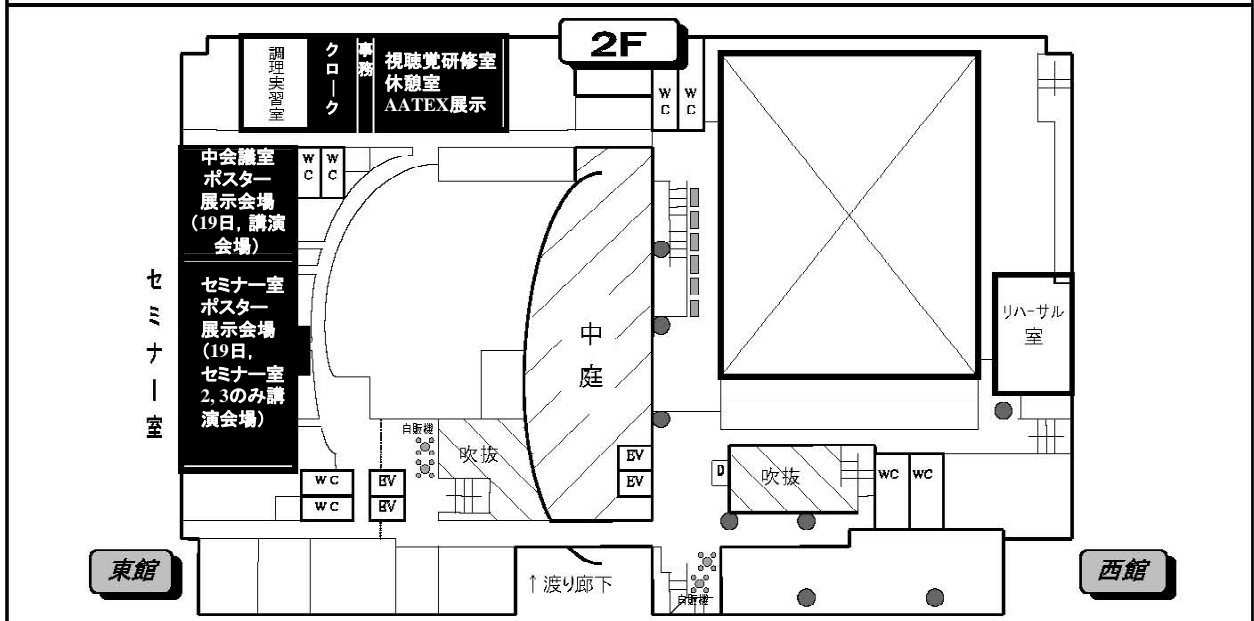 2F
調理実習室
クローク
事務
視聴覚研修室
休憩室
AATEX展示
WC
WC
中会議室
ポスター
展示会場
(19日, 講演
会場)
WC
WC
セミナー室
セミナー室
ポスター
展示会場
(19日,
セミナー室
2, 3のみ講
演会場)
中庭
リハーサル
室
自販機
吹抜
EV
EV
D
吹抜
WC
WC
WC
WC
EV
EV
東館
↑渡り廊下
自販機
西館